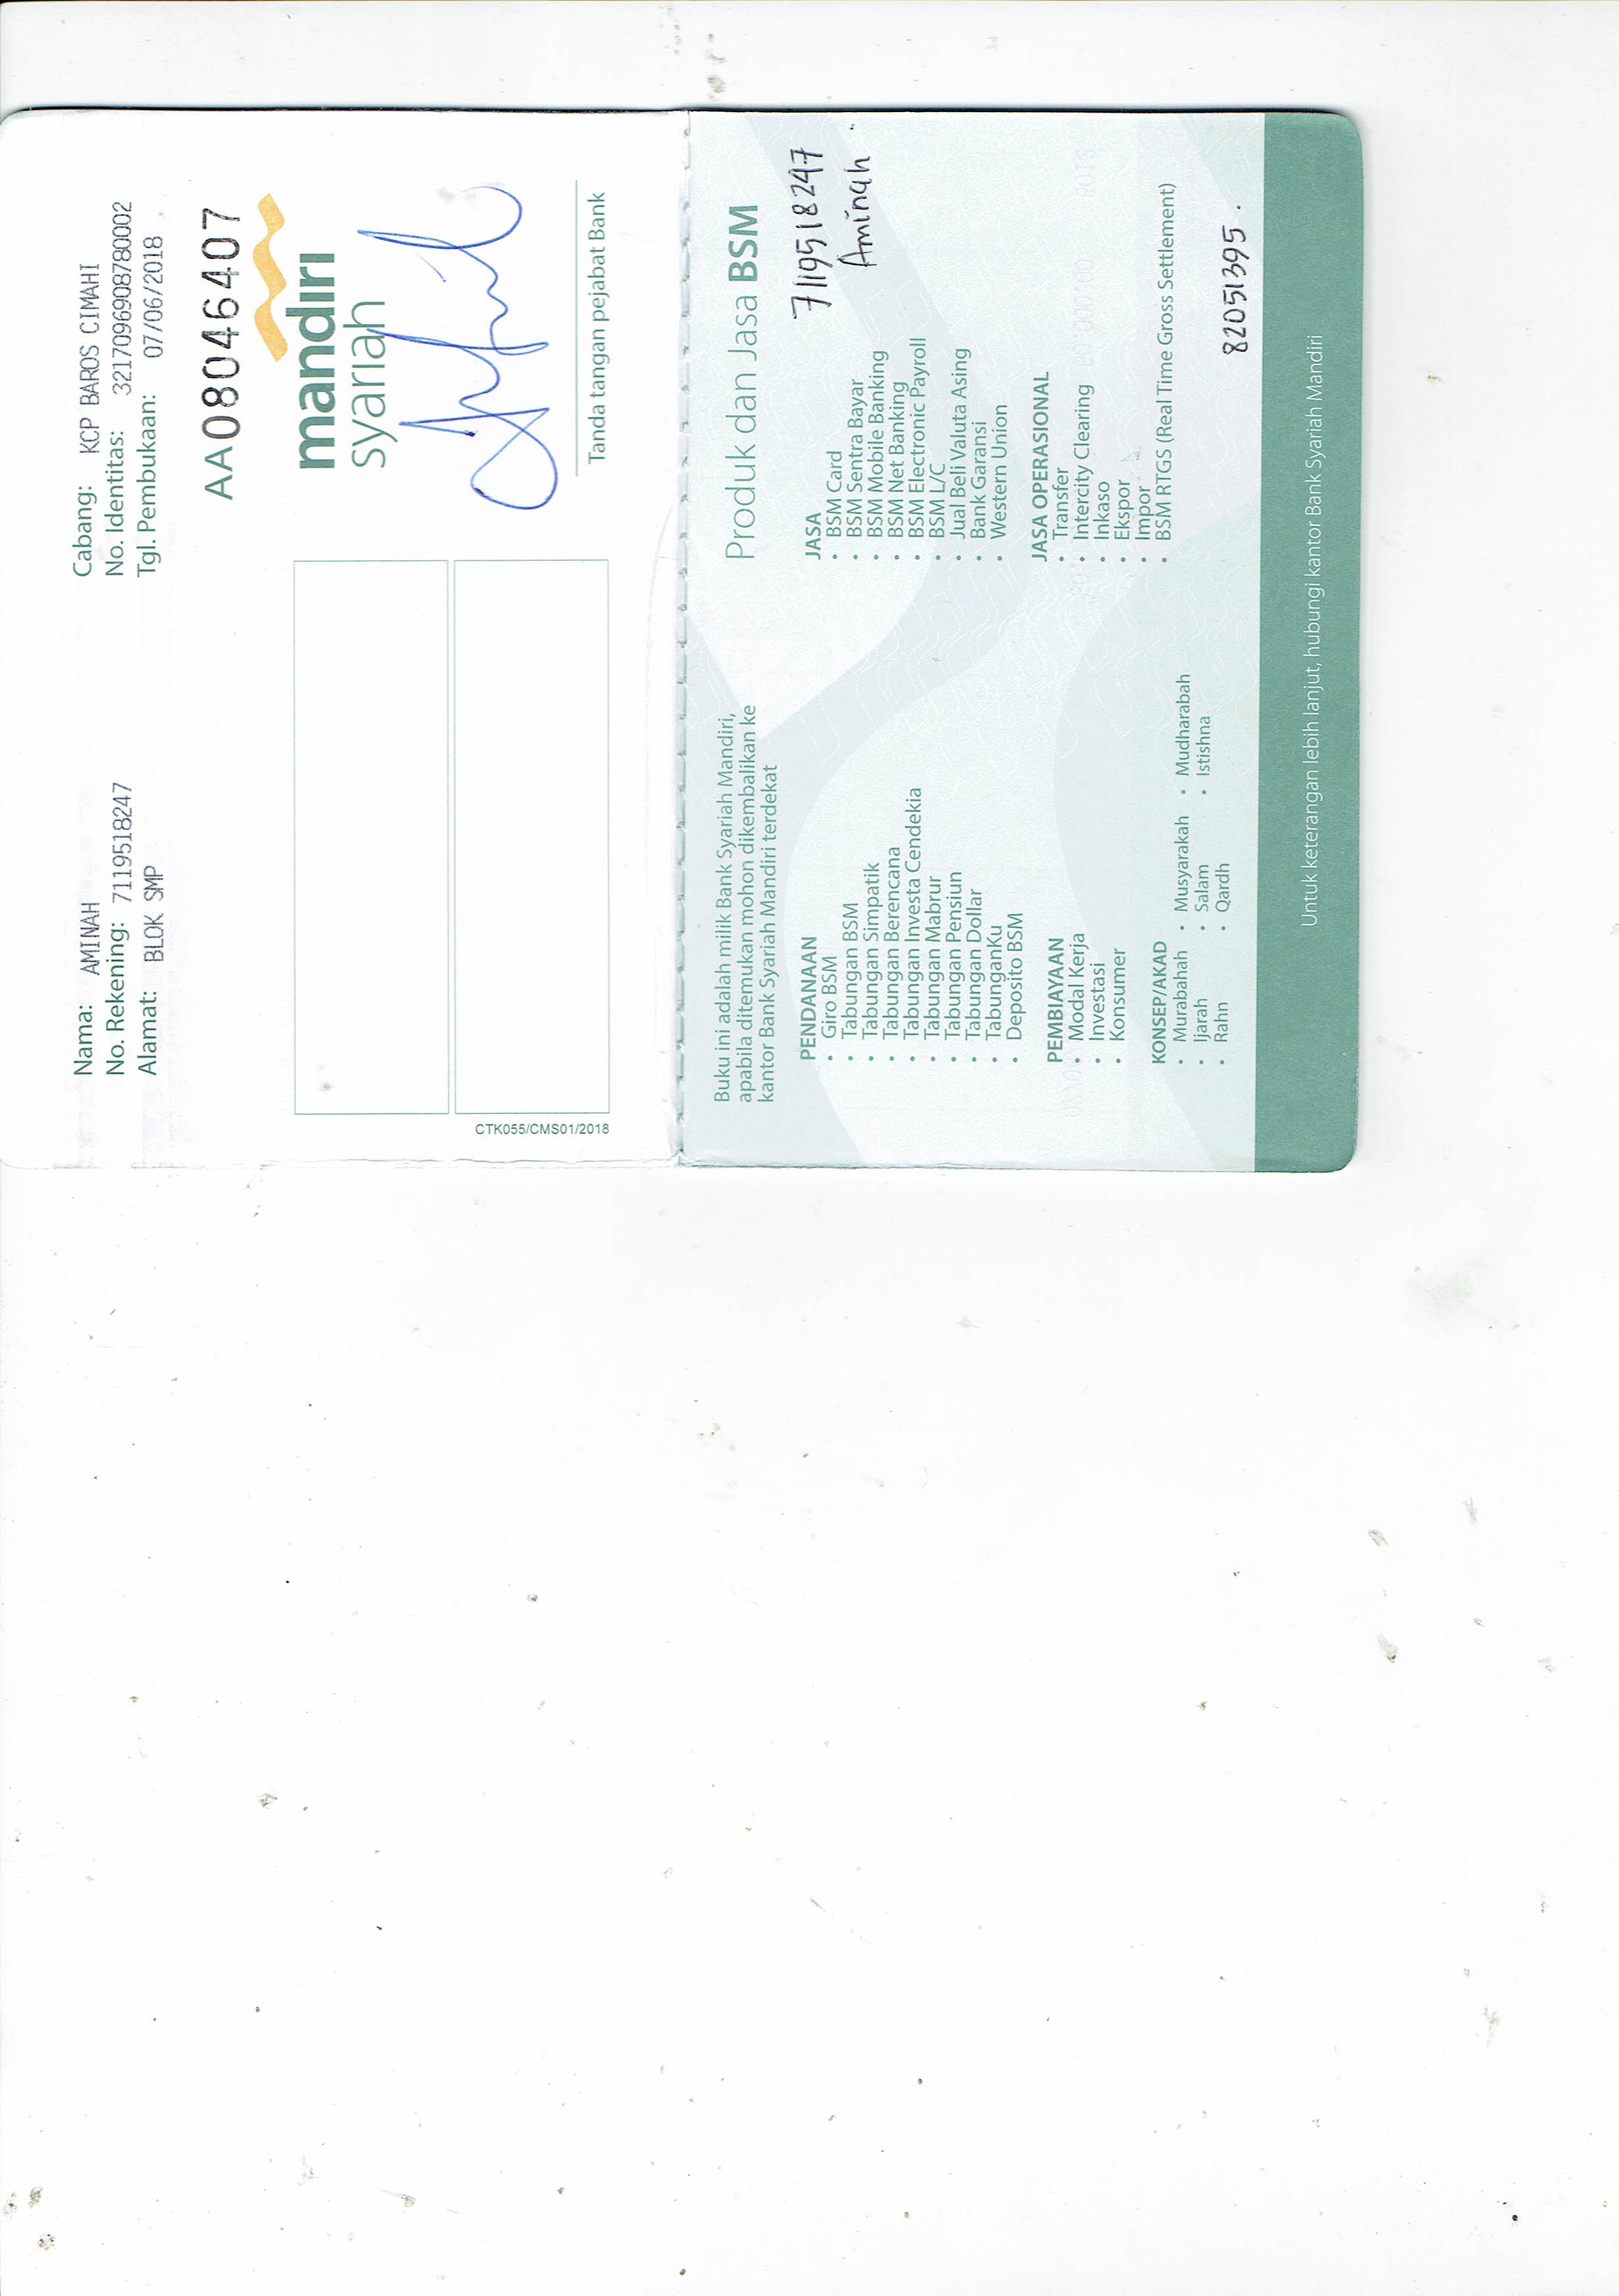 Nama: AMINAH
No. Rekening: 7119518247
Alamat: BLOK SMP
Cabang: KCP BAROS CIMAHI
No. Identitas: 3217096908780002
Tgl. Pembukaan: 07/06/2018
AA08046407
mandiri
syariah
Tanda tangan pejabat Bank
CTK055/CMS01/2018
Buku ini adalah milik Bank Syariah Mandiri,
apabila ditemukan mohon dikembalikan ke
kantor Bank Syariah Mandiri terdekat
PENDANAAN
• Giro BSM
• Tabungan BSM
• Tabungan Simpatik
• Tabungan Berencana
• Tabungan Investa Cendekia
• Tabungan Mabrur
• Tabungan Pensiun
• Tabungan Dollar
• TabunganKu
• Deposito BSM
PEMBIAYAAN
• Modal Kerja
• Investasi
• Konsumer
KONSEP/AKAD
• Murabahah • Musyarakah • Mudharabah
• Ijarah • Salam • Istishna
• Rahn • Qardh
Produk dan Jasa BSM
7119518247
Aminah
JASA
• BSM Card
• BSM Sentra Bayar
• BSM Mobile Banking
• BSM Net Banking
• BSM Electronic Payroll
• BSM L/C
• Jual Beli Valuta Asing
• Bank Garansi
• Western Union
JASA OPERASIONAL
• Transfer
• Intercity Clearing
• Inkaso
• Ekspor
• Impor
• BSM RTGS (Real Time Gross Settlement)
82051395.
Untuk keterangan lebih lanjut, hubungi kantor Bank Syariah Mandiri